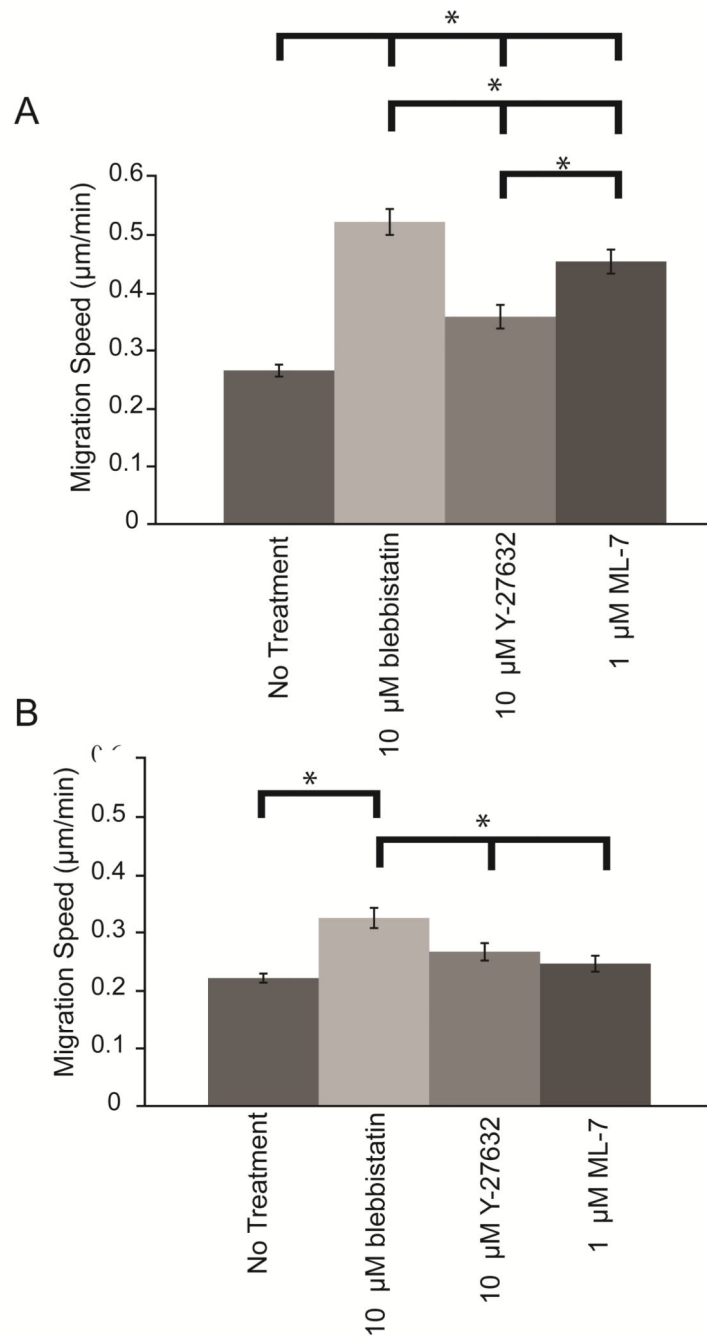 *
*
A
*
0.6
0.5
0.4
0.3
0.2
0.1
0
Migration Speed (µm/min)
No Treatment
10 µM blebbistatin
10 µM Y-27632
1 µM ML-7
B
*
*
0.5
0.4
0.3
0.2
0.1
0
Migration Speed (µm/min)
No Treatment
10 µM blebbistatin
10 µM Y-27632
1 µM ML-7